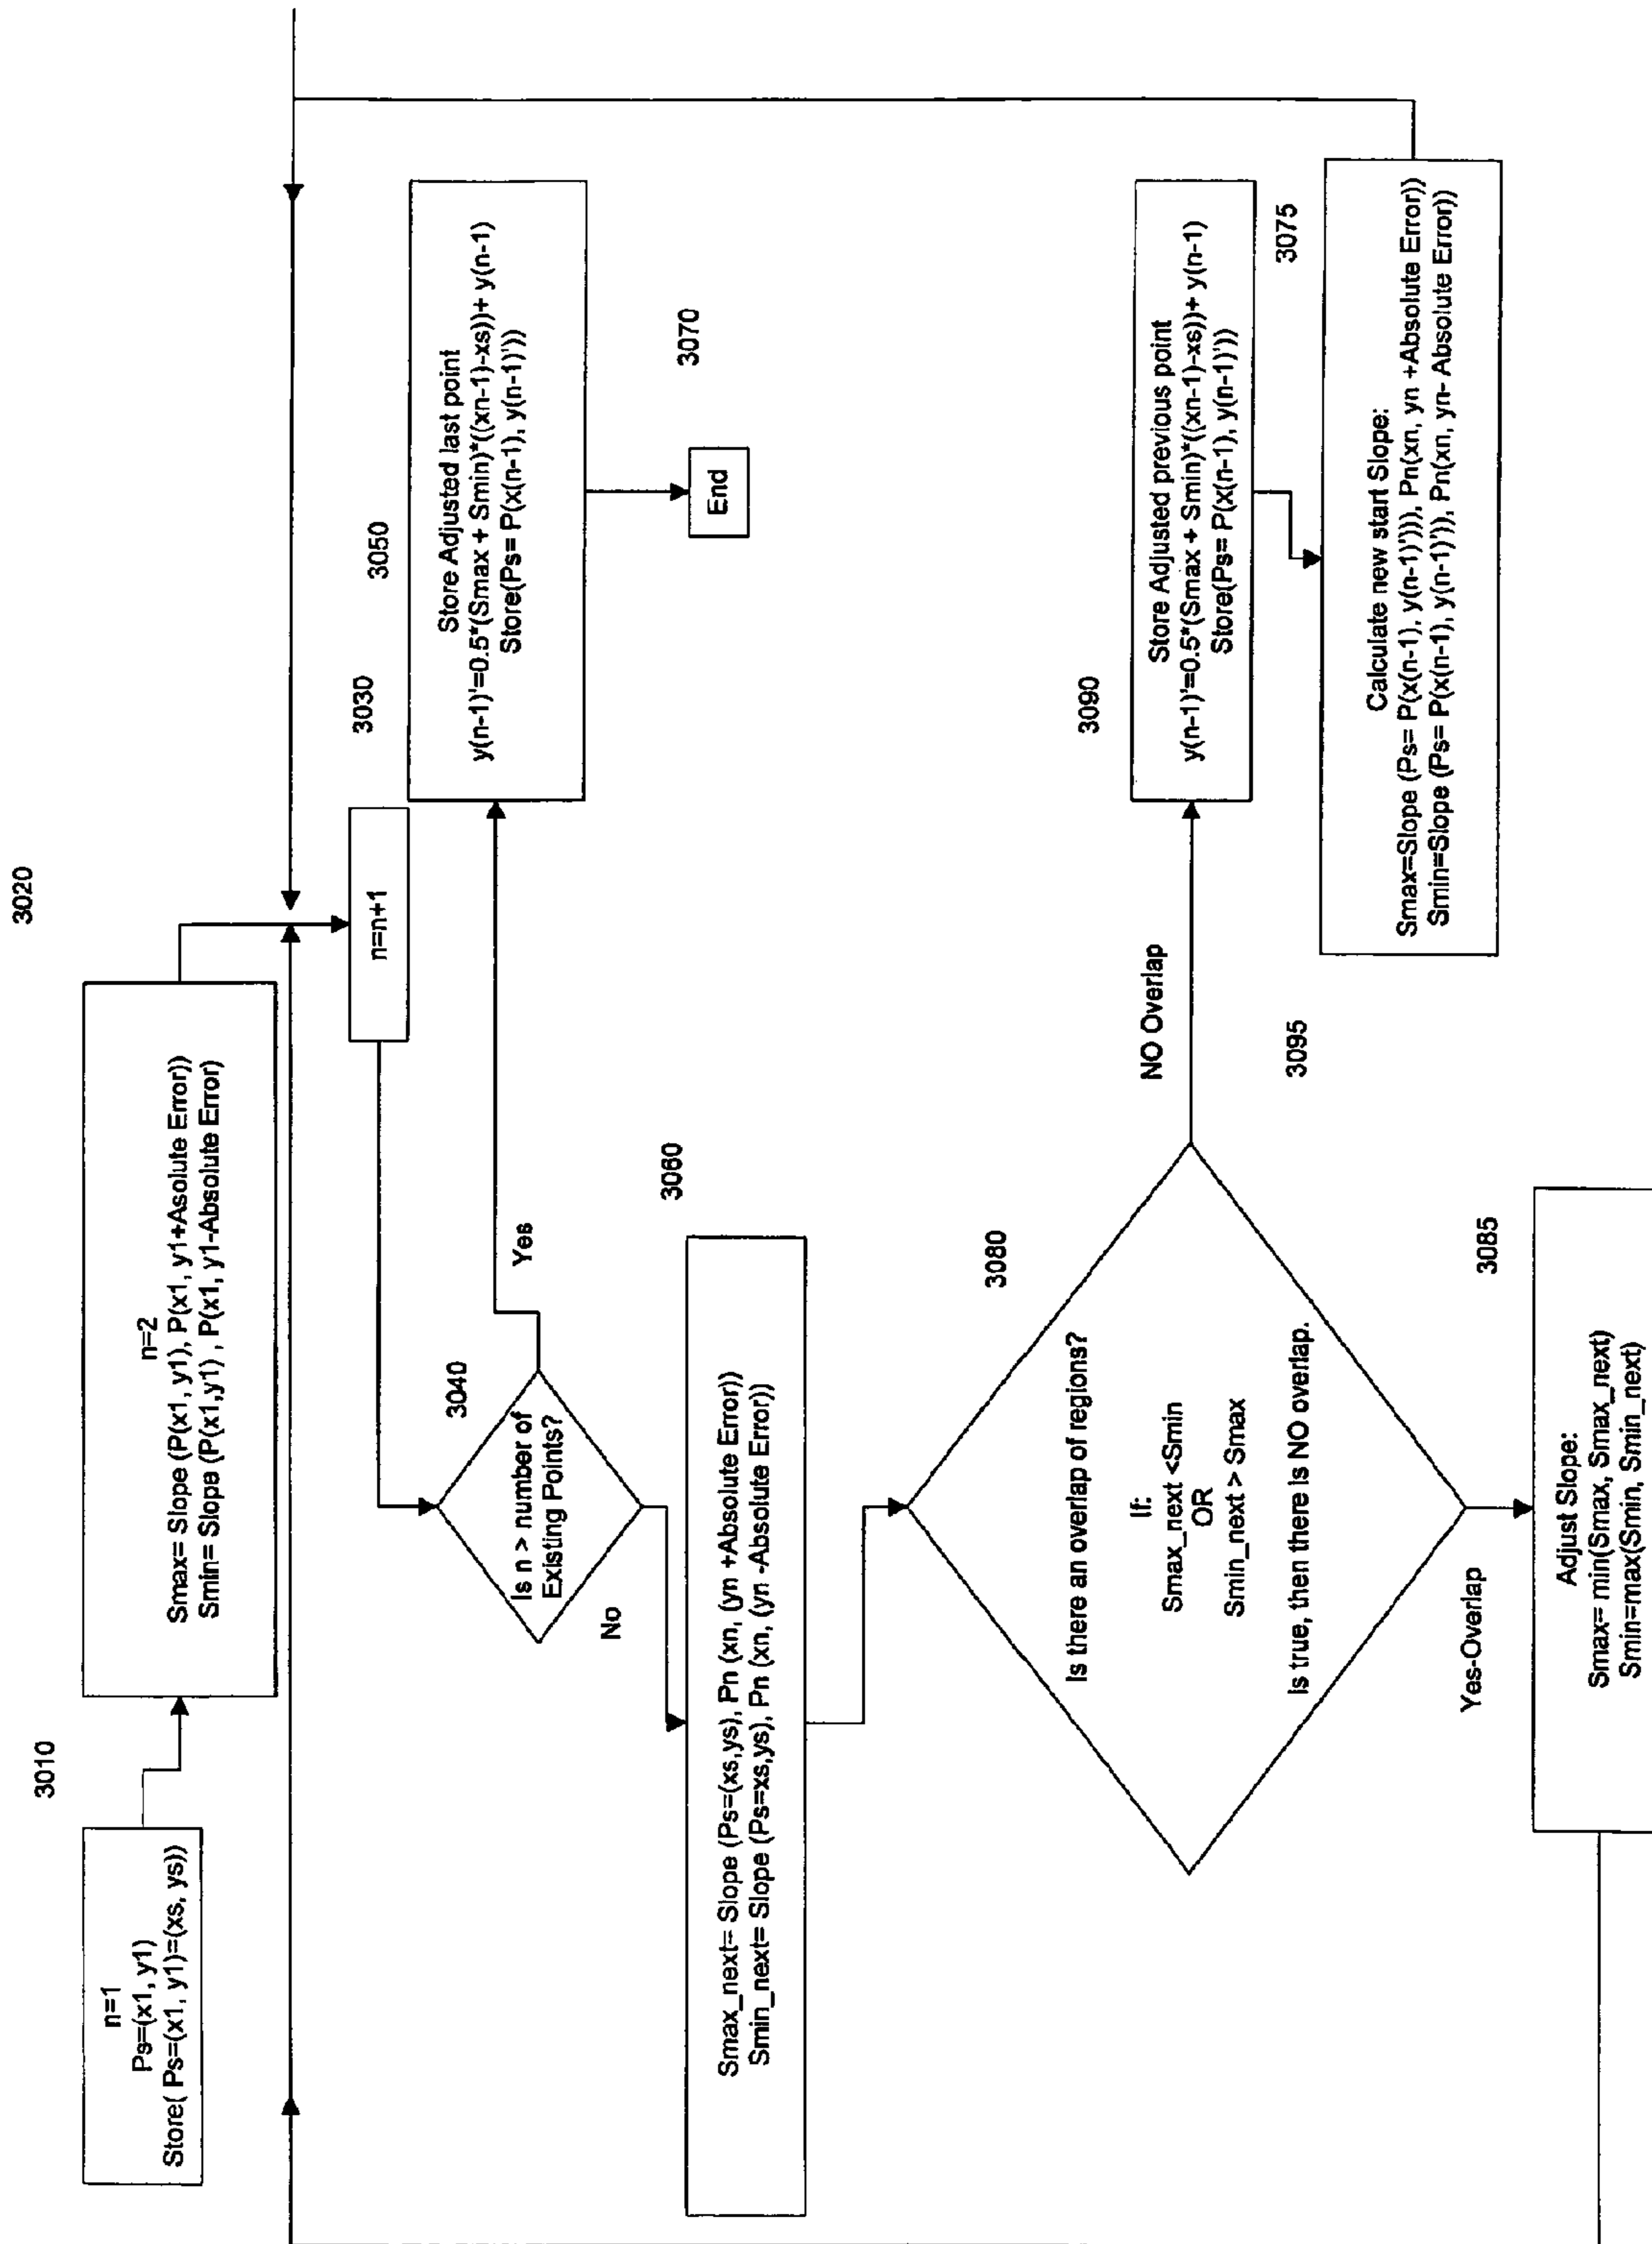 3010
n=1
Ps=(x1, y1)
Store( Ps=(x1, y1)=(xs, ys))
3020
n=2
Smax= Slope (P(x1, y1), P(x1, y1+Asolute Error))
Smin= Slope (P(x1,y1) , P(x1, y1-Absolute Error)
n=n+1
3030
3040
Is n > number of
Existing Points?
Yes
No
3050
Store Adjusted last point
y(n-1)'=0.5*(Smax + Smin)*((xn-1)-xs))+ y(n-1)
Store(Ps= P(x(n-1), y(n-1)'))
3070
End
3060
Smax_next= Slope (Ps=(xs,ys), Pn (xn, (yn +Absolute Error))
Smin_next= Slope (Ps=xs,ys), Pn (xn, (yn -Absolute Error))
3080
Is there an overlap of regions?
If:
Smax_next <Smin
OR
Smin_next > Smax
Is true, then there is NO overlap.
NO Overlap
3095
3090
Store Adjusted previous point
y(n-1)'=0.5*(Smax + Smin)*((xn-1)-xs))+ y(n-1)
Store(Ps= P(x(n-1), y(n-1)'))
3075
Calculate new start Slope:
Smax=Slope (Ps= P(x(n-1), y(n-1)'))), Pn(xn, yn +Absolute Error))
Smin=Slope (Ps= P(x(n-1), y(n-1)')), Pn(xn, yn- Absolute Error))
Yes-Overlap
3085
Adjust Slope:
Smax= min(Smax, Smax_next)
Smin=max(Smin, Smin_next)